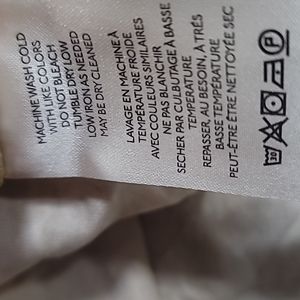 MACHINE WASH COLD
WITH LIKE COLORS
DO NOT BLEACH
TUMBLE DRY LOW
LOW IRON AS NEEDED
MAY BE DRY CLEANED
LAVAGE EN MACHINE À
TEMPÉRATURE FROIDE
AVEC COULEURS SIMILAIRES
NE PAS BLANCHIR
SECHER PAR CULBUTAGE À BASSE
TEMPÉRATURE
REPASSER, AU BESOIN, À TRÈS
BASSE TEMPÉRATURE
PEUT-ÊTRE ÊTRE NETTOYÉE SEC
P